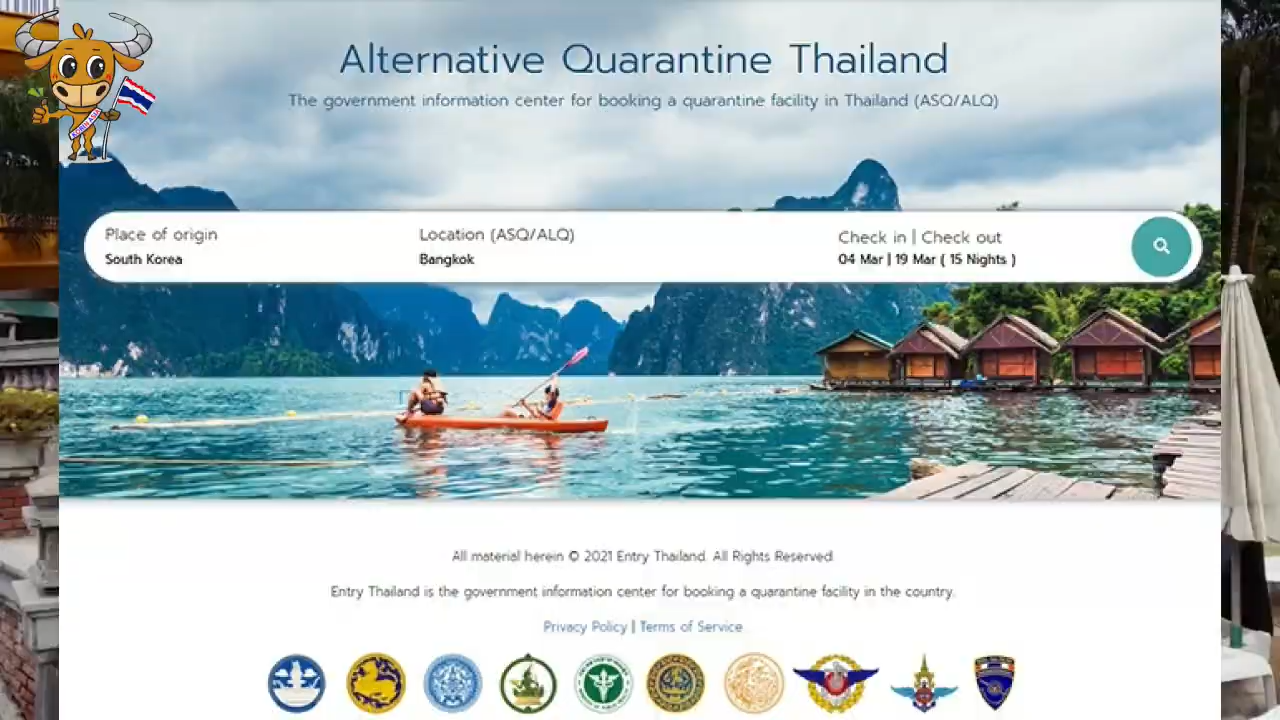 Alternative Quarantine Thailand
The government information center for booking a quarantine facility in Thailand (ASQ/ALQ)
Place of origin
South Korea
Location (ASQ/ALQ)
Bangkok
Check in | Check out
04 Mar | 19 Mar ( 15 Nights )
All material herein © 2021 Entry Thailand. All Rights Reserved.
Entry Thailand is the government information center for booking a quarantine facility in the country.
Privacy Policy | Terms of Service